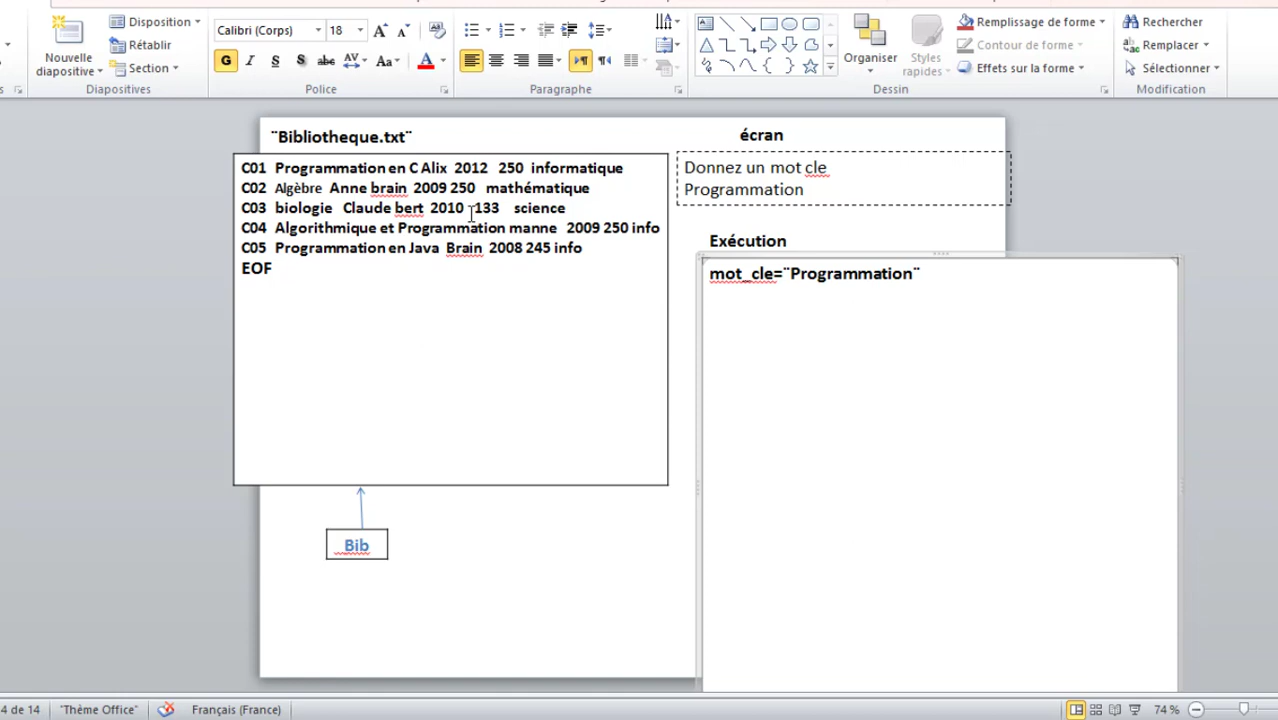 Disposition
Rétablir
Section
Nouvelle
diapositive
Diapositives
Calibri (Corps)
18
G I S S abc AV Aa A
Police
Paragraphe
Organiser
Styles
rapides
Remplissage de forme
Contour de forme
Effets sur la forme
Dessin
Rechercher
Remplacer
Sélectionner
Modification
¨Bibliotheque.txt¨
C01 Programmation en C Alix 2012 250 informatique
C02 Algèbre Anne brain 2009 250 mathématique
C03 biologie Claude bert 2010 133 science
C04 Algorithmique et Programmation manne 2009 250 info
C05 Programmation en Java Brain 2008 245 info
EOF
Bib
écran
Donnez un mot cle
Programmation
Exécution
mot_cle=¨Programmation¨
4 de 14
"Thème Office"
Français (France)
74 %